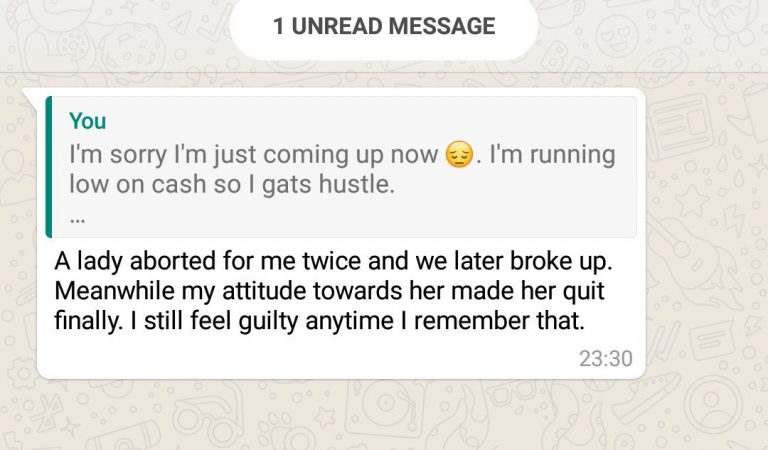 1 UNREAD MESSAGE
You
I'm sorry I'm just coming up now 😔. I'm running
low on cash so I gats hustle.
...
A lady aborted for me twice and we later broke up.
Meanwhile my attitude towards her made her quit
finally. I still feel guilty anytime I remember that.
23:30